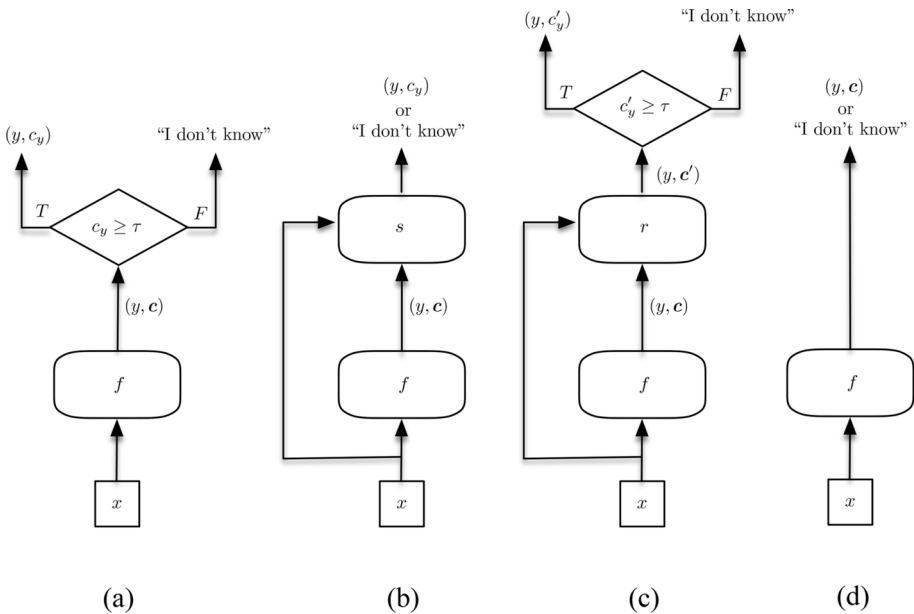 (y, c_y)
"I don't know"
T
F
c_y ≥ τ
(y, c)
f
x
(a)
(y, c_y)
or
"I don't know"
s
(y, c)
f
x
(b)
(y, c'_y)
"I don't know"
T
F
c'_y ≥ τ
(y, c')
r
(y, c)
f
x
(c)
(y, c)
or
"I don't know"
f
x
(d)